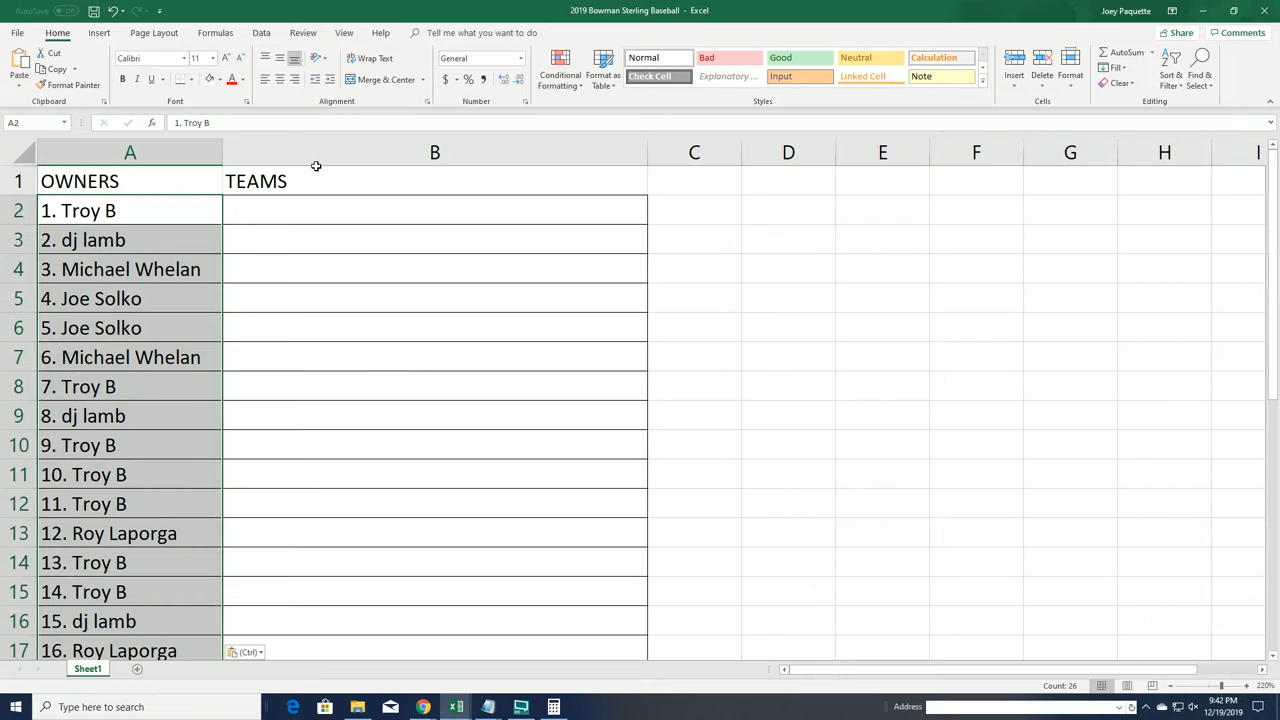 AutoSave Off
2019 Bowman Sterling Baseball - Excel
Joey Paquette
File Home Insert Page Layout Formulas Data Review View Help Tell me what you want to do
Share Comments
Paste Cut Copy Format Painter
Clipboard
Calibri 11
B I U A
Font
Wrap Text
Merge & Center
Alignment
General
$ % ,
Number
Conditional Formatting
Format as Table
Normal Bad Good Neutral Calculation
Check Cell Explanatory ... Input Linked Cell Note
Styles
Insert Delete Format
Cells
AutoSum
Fill
Clear
Sort & Filter
Find & Select
Editing
A2 fx 1. Troy B
A B C D E F G H I
1 OWNERS TEAMS
2 1. Troy B
3 2. dj lamb
4 3. Michael Whelan
5 4. Joe Solko
6 5. Joe Solko
7 6. Michael Whelan
8 7. Troy B
9 8. dj lamb
10 9. Troy B
11 10. Troy B
12 11. Troy B
13 12. Roy Laporga
14 13. Troy B
15 14. Troy B
16 15. dj lamb
17 16. Roy Laporga
(Ctrl)
Sheet1
Count: 26
220%
Type here to search
Address
9:42 PM
12/19/2019